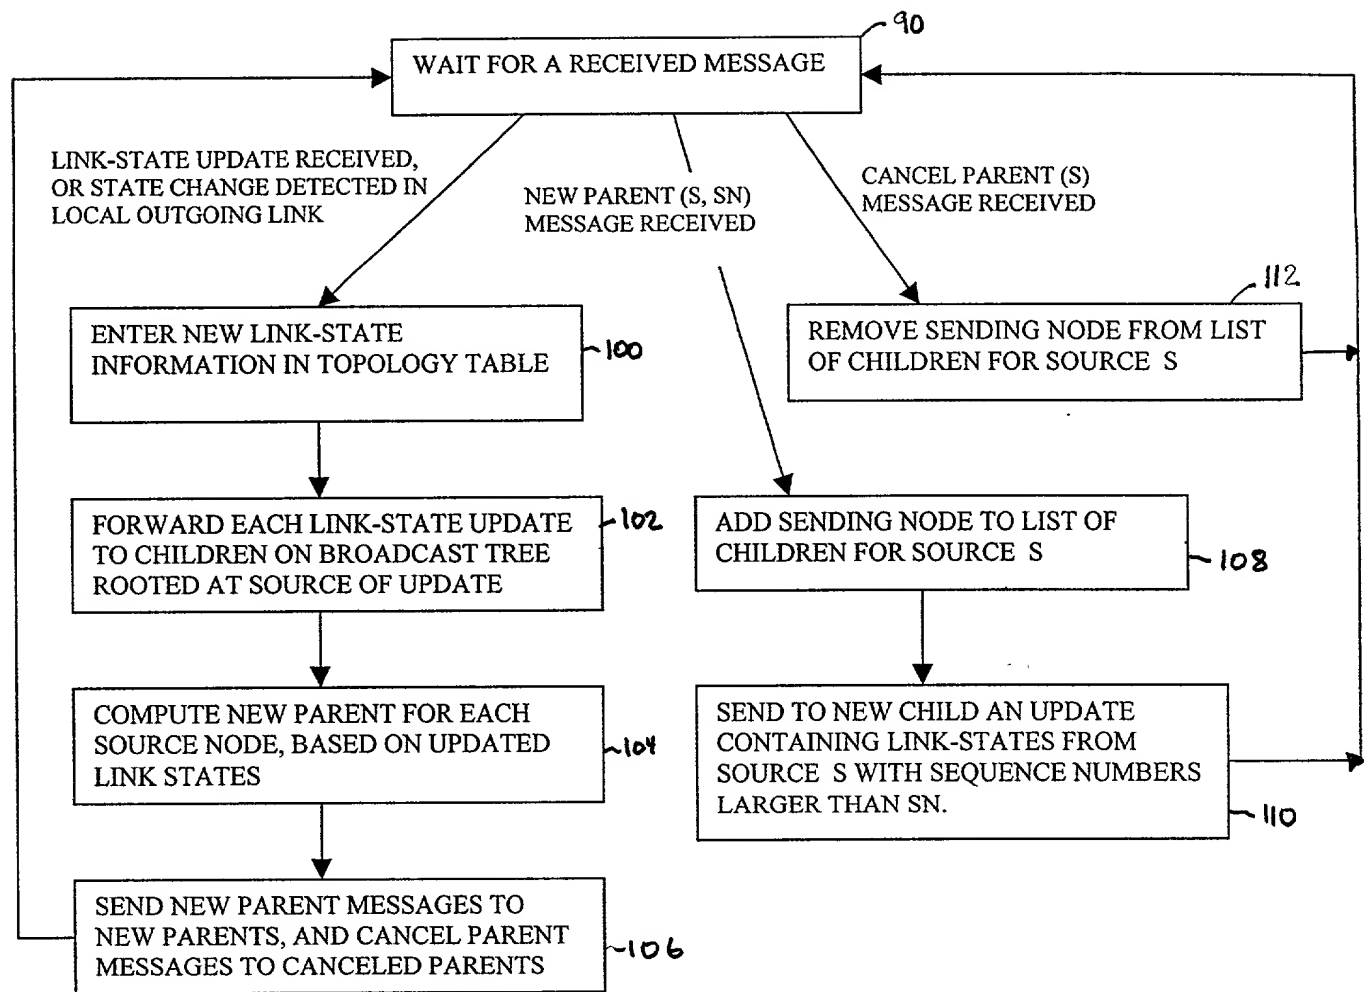 90
WAIT FOR A RECEIVED MESSAGE
LINK-STATE UPDATE RECEIVED,
OR STATE CHANGE DETECTED IN
LOCAL OUTGOING LINK
NEW PARENT (S, SN)
MESSAGE RECEIVED
CANCEL PARENT (S)
MESSAGE RECEIVED
ENTER NEW LINK-STATE
INFORMATION IN TOPOLOGY TABLE
100
112
REMOVE SENDING NODE FROM LIST
OF CHILDREN FOR SOURCE S
FORWARD EACH LINK-STATE UPDATE
TO CHILDREN ON BROADCAST TREE
ROOTED AT SOURCE OF UPDATE
102
ADD SENDING NODE TO LIST OF
CHILDREN FOR SOURCE S
108
COMPUTE NEW PARENT FOR EACH
SOURCE NODE, BASED ON UPDATED
LINK STATES
104
SEND TO NEW CHILD AN UPDATE
CONTAINING LINK-STATES FROM
SOURCE S WITH SEQUENCE NUMBERS
LARGER THAN SN.
110
SEND NEW PARENT MESSAGES TO
NEW PARENTS, AND CANCEL PARENT
MESSAGES TO CANCELED PARENTS
106